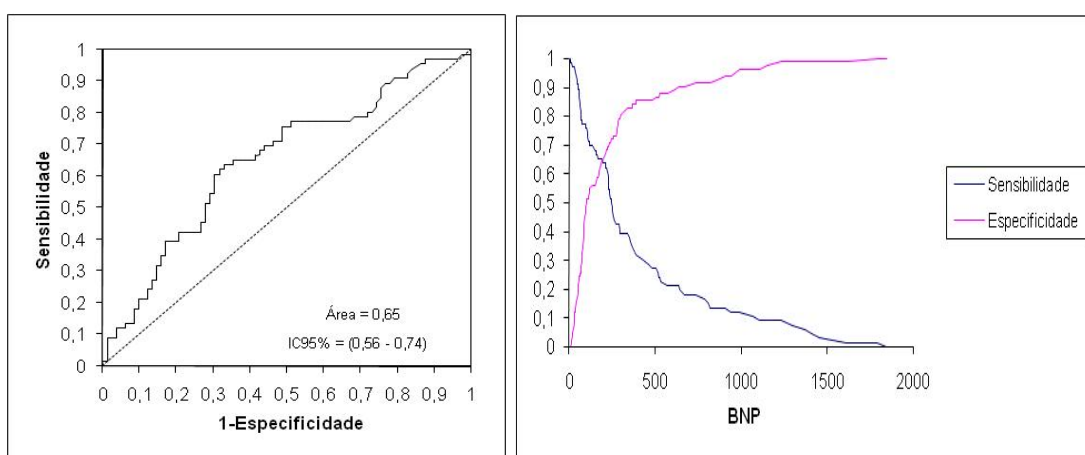 1
0,9
0,8
0,7
0,6
0,5
0,4
0,3
0,2
0,1
0
Sensibilidade
Área = 0,65
IC95% = (0,56 - 0,74)
0 0,1 0,2 0,3 0,4 0,5 0,6 0,7 0,8 0,9 1
1-Especificidade
1
0,9
0,8
0,7
0,6
0,5
0,4
0,3
0,2
0,1
0
0 500 1000 1500 2000
BNP
Sensibilidade
Especificidade